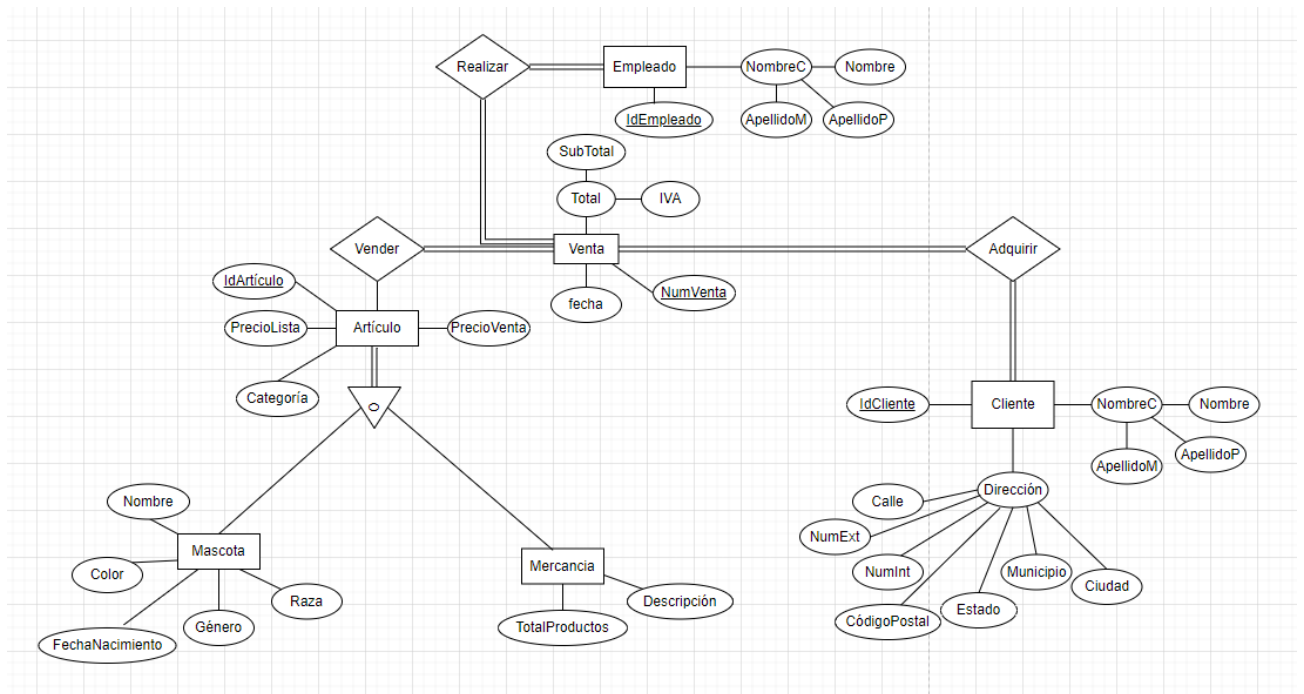 Realizar
Empleado
NombreC
Nombre
IdEmpleado
ApellidoM
ApellidoP
SubTotal
Total
IVA
Vender
Venta
Adquirir
IdArtículo
fecha
NumVenta
PrecioLista
Artículo
PrecioVenta
Categoría
O
IdCliente
Cliente
NombreC
Nombre
ApellidoM
ApellidoP
Nombre
Dirección
Calle
NumExt
Mascota
Mercancia
Color
NumInt
Municipio
Ciudad
Raza
Descripción
Género
TotalProductos
CódigoPostal
Estado
FechaNacimiento